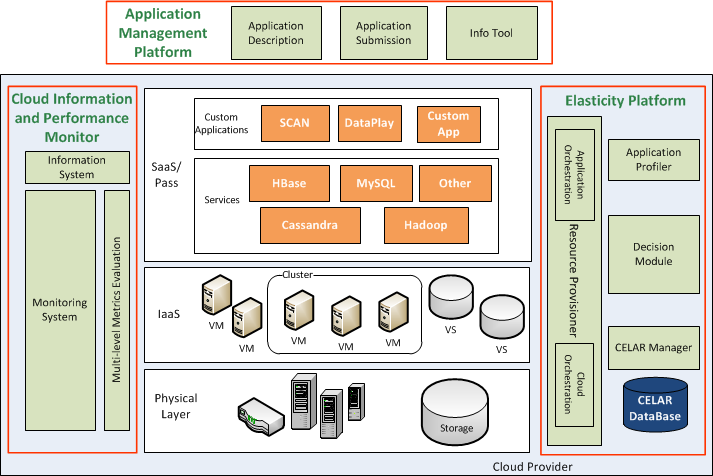 Application
Management
Platform
Application
Description
Application
Submission
Info Tool
Cloud Information
and Performance
Monitor
Information
System
Monitoring
System
Multi-level Metrics Evaluation
SaaS/
Pass
Custom
Applications
SCAN
DataPlay
Custom
App
Services
HBase
MySQL
Other
Cassandra
Hadoop
IaaS
Cluster
VM
VM
VM
VM
VM
VS
VS
Physical
Layer
Storage
Elasticity Platform
Application
Orchestration
Resource Provisioner
Cloud
Orchestration
Application
Profiler
Decision
Module
CELAR Manager
CELAR
DataBase
Cloud Provider